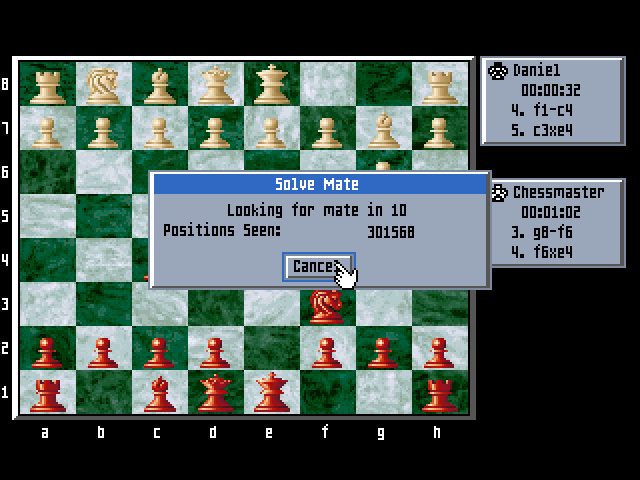 8
Daniel
00:00:32
4. f1-c4
7
5. c3xe4
6
Solve Mate
Chessmaster
Looking for mate in 10
00:01:02
5
Positions Seen: 301568
3. g8-f6
4. f6xe4
4
Cancel
3
2
1
a b c d e f g h